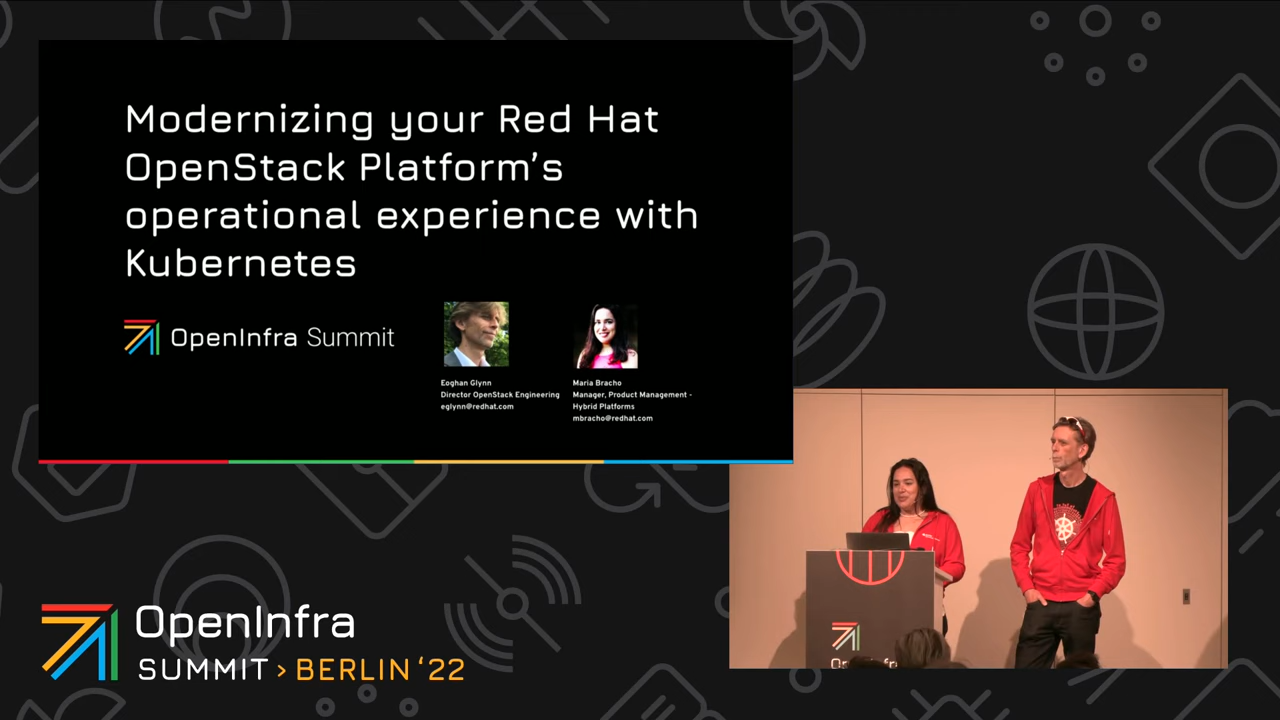 Modernizing your Red Hat
OpenStack Platform's
operational experience with
Kubernetes
OpenInfra Summit
Eoghan Glynn
Director OpenStack Engineering
eglynn@redhat.com
Maria Bracho
Manager, Product Management -
Hybrid Platforms
mbracho@redhat.com
OpenInfra
SUMMIT > BERLIN '22